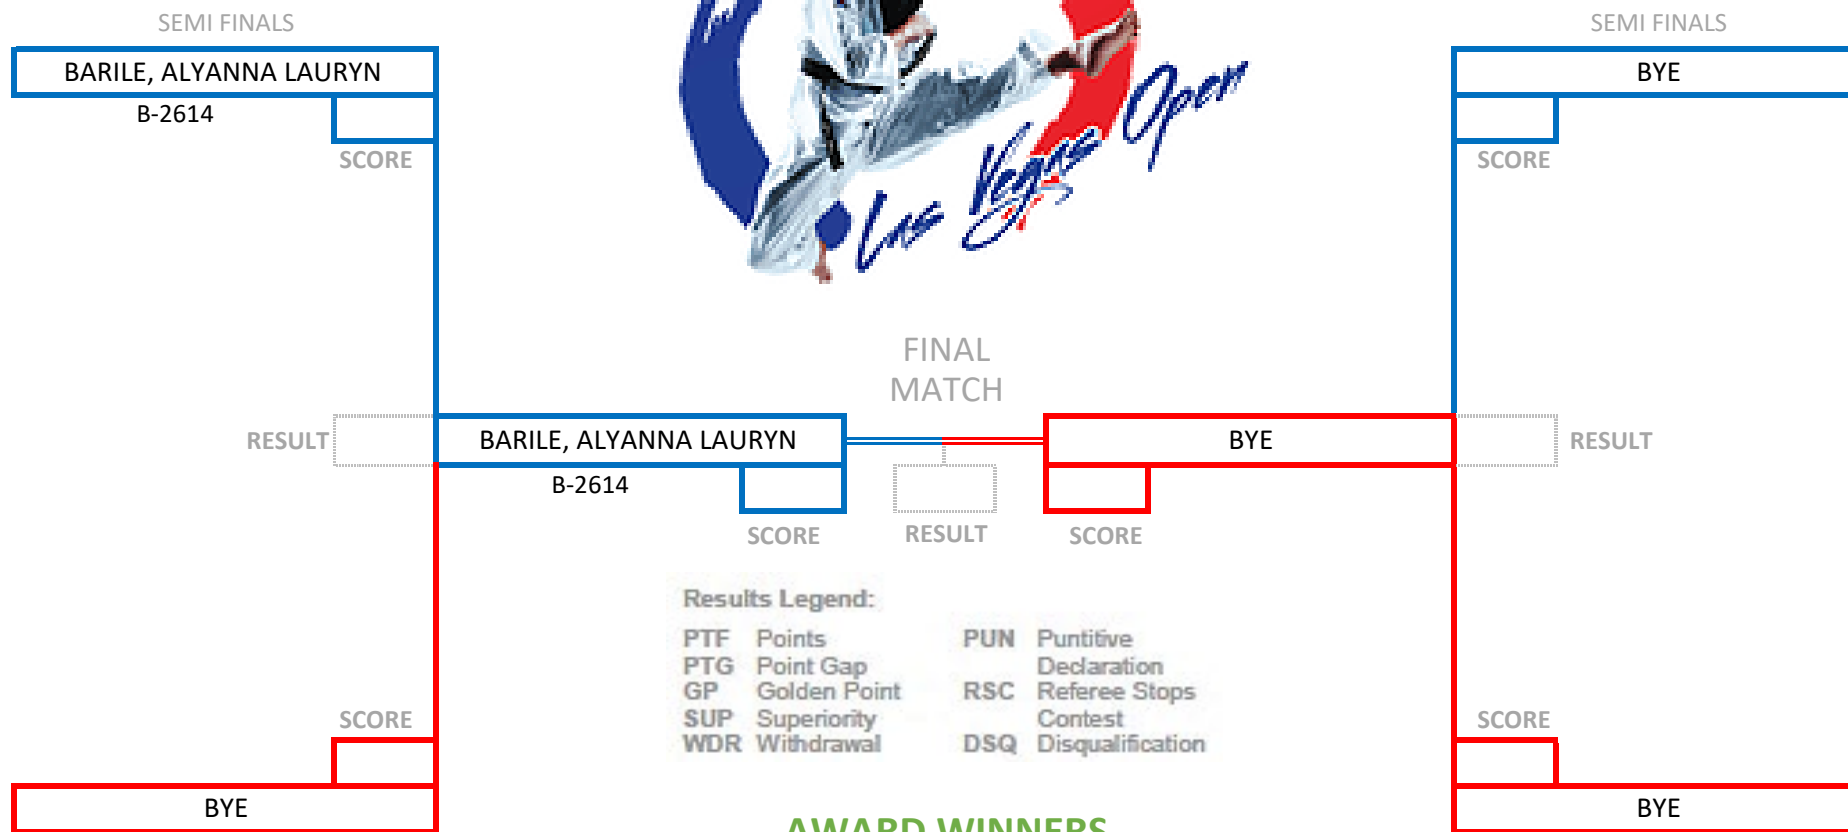 SEMI FINALS
SEMI FINALS
BARILE, ALYANNA LAURYN
BYE
B-2614
SCORE
SCORE
Las Vegas Open
FINAL
MATCH
RESULT
BARILE, ALYANNA LAURYN
BYE
RESULT
B-2614
SCORE
RESULT
SCORE
Results Legend:
PTF Points
PUN Puntitive
PTG Point Gap
Declaration
GP Golden Point
RSC Referee Stops
SUP Superiority
Contest
WDR Withdrawal
DSQ Disqualification
SCORE
SCORE
BYE
BYE
AWARD WINNERS